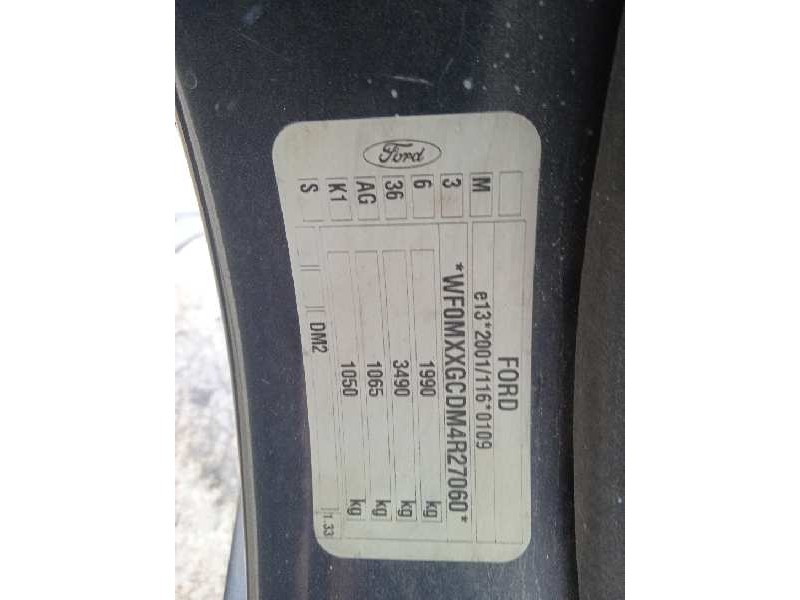 Ford
FORD
e13*2001/116*0109
*WF0MXXGCDM4R27060*
1990 kg
3490 kg
1065 kg
1050 kg
M
3
6
36
AG
K1
S
DM2
1.33